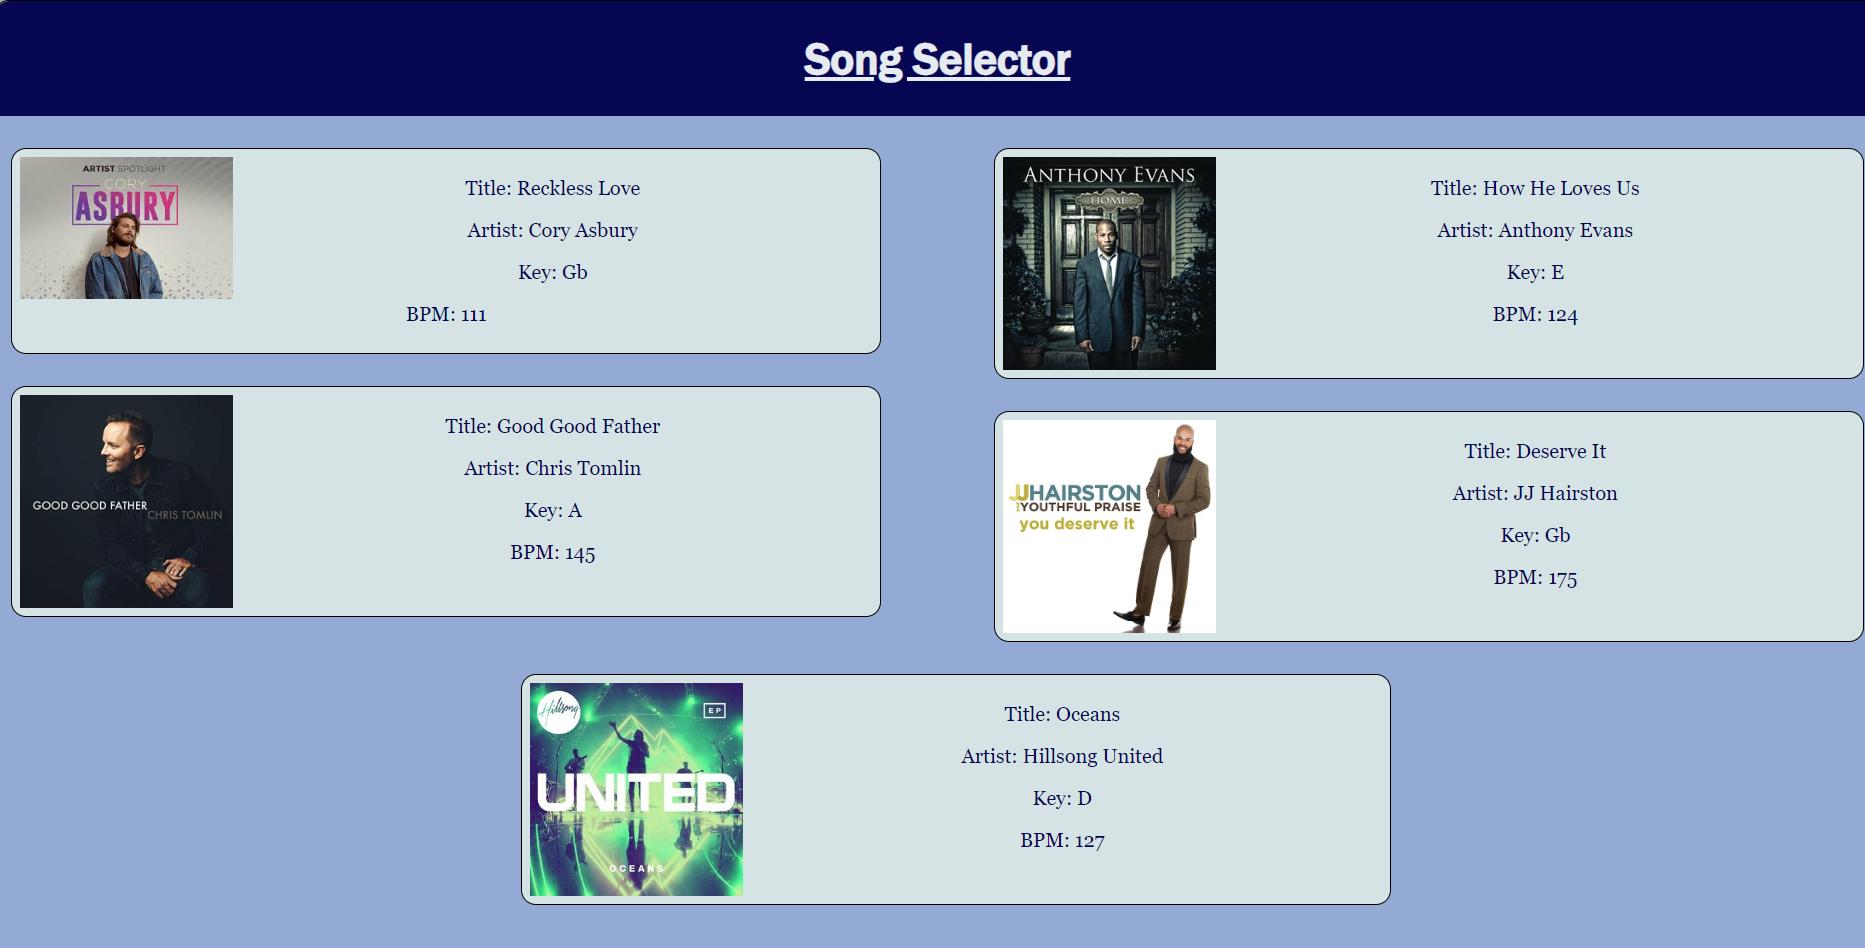 Song Selector
ARTIST SPOTLIGHT
CORY
ASBURY
Title: Reckless Love
Artist: Cory Asbury
Key: Gb
BPM: 111
ANTHONY EVANS
HOME
Title: How He Loves Us
Artist: Anthony Evans
Key: E
BPM: 124
GOOD GOOD FATHER
CHRIS TOMLIN
Title: Good Good Father
Artist: Chris Tomlin
Key: A
BPM: 145
JJ HAIRSTON
YOUTHFUL PRAISE
you deserve it
Title: Deserve It
Artist: JJ Hairston
Key: Gb
BPM: 175
Hillsong
EP
UNITED
OCEANS
Title: Oceans
Artist: Hillsong United
Key: D
BPM: 127